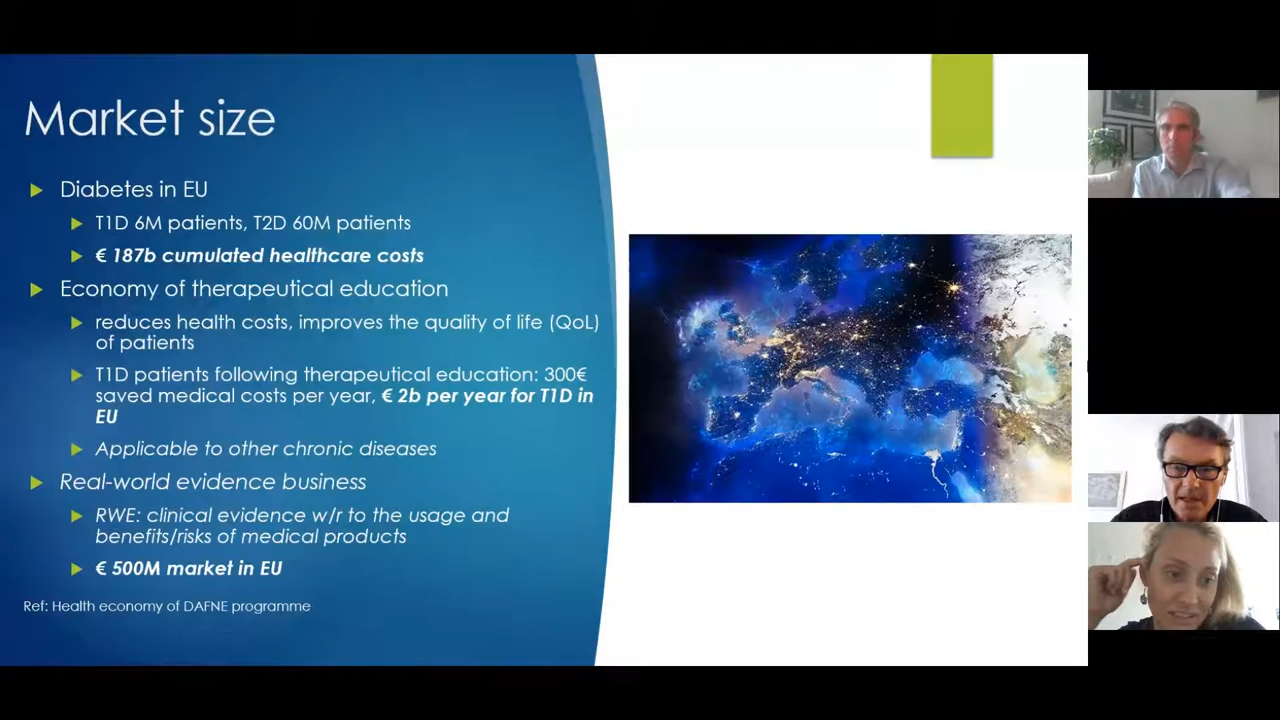 Market size
Diabetes in EU
T1D 6M patients, T2D 60M patients
€ 187b cumulated healthcare costs
Economy of therapeutical education
reduces health costs, improves the quality of life (QoL)
of patients
T1D patients following therapeutical education: 300€
saved medical costs per year, € 2b per year for T1D in
EU
Applicable to other chronic diseases
Real-world evidence business
RWE: clinical evidence w/r to the usage and
benefits/risks of medical products
€ 500M market in EU
Ref: Health economy of DAFNE programme